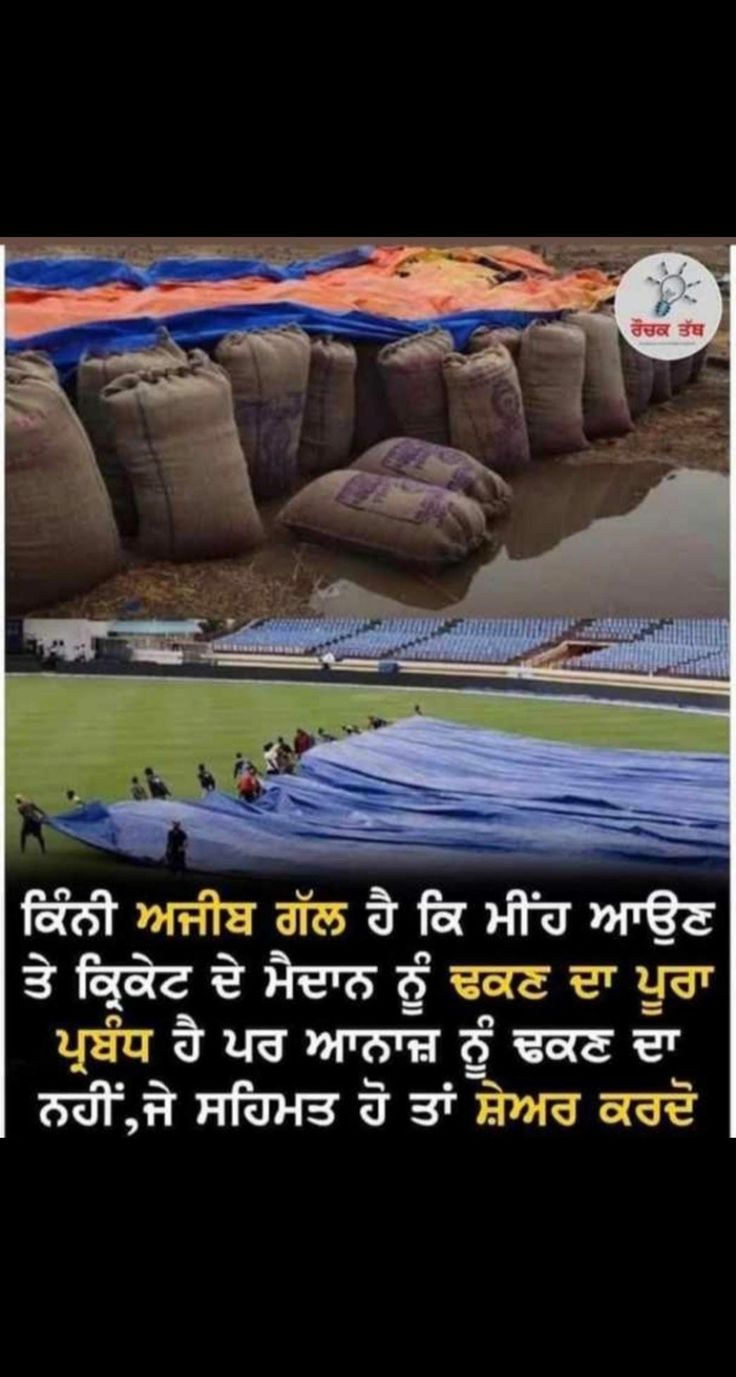 ਰੌਚਕ ਤੱਥ
ਕਿੰਨੀ ਅਜੀਬ ਗੱਲ ਹੈ ਕਿ ਮੀਂਹ ਆਉਣ
ਤੇ ਕ੍ਰਿਕੇਟ ਦੇ ਮੈਦਾਨ ਨੂੰ ਢਕਣ ਦਾ ਪੂਰਾ
ਪ੍ਰਬੰਧ ਹੈ ਪਰ ਆਨਾਜ਼ ਨੂੰ ਢਕਣ ਦਾ
ਨਹੀਂ,ਜੇ ਸਹਿਮਤ ਹੋ ਤਾਂ ਸ਼ੇਅਰ ਕਰਦੋ